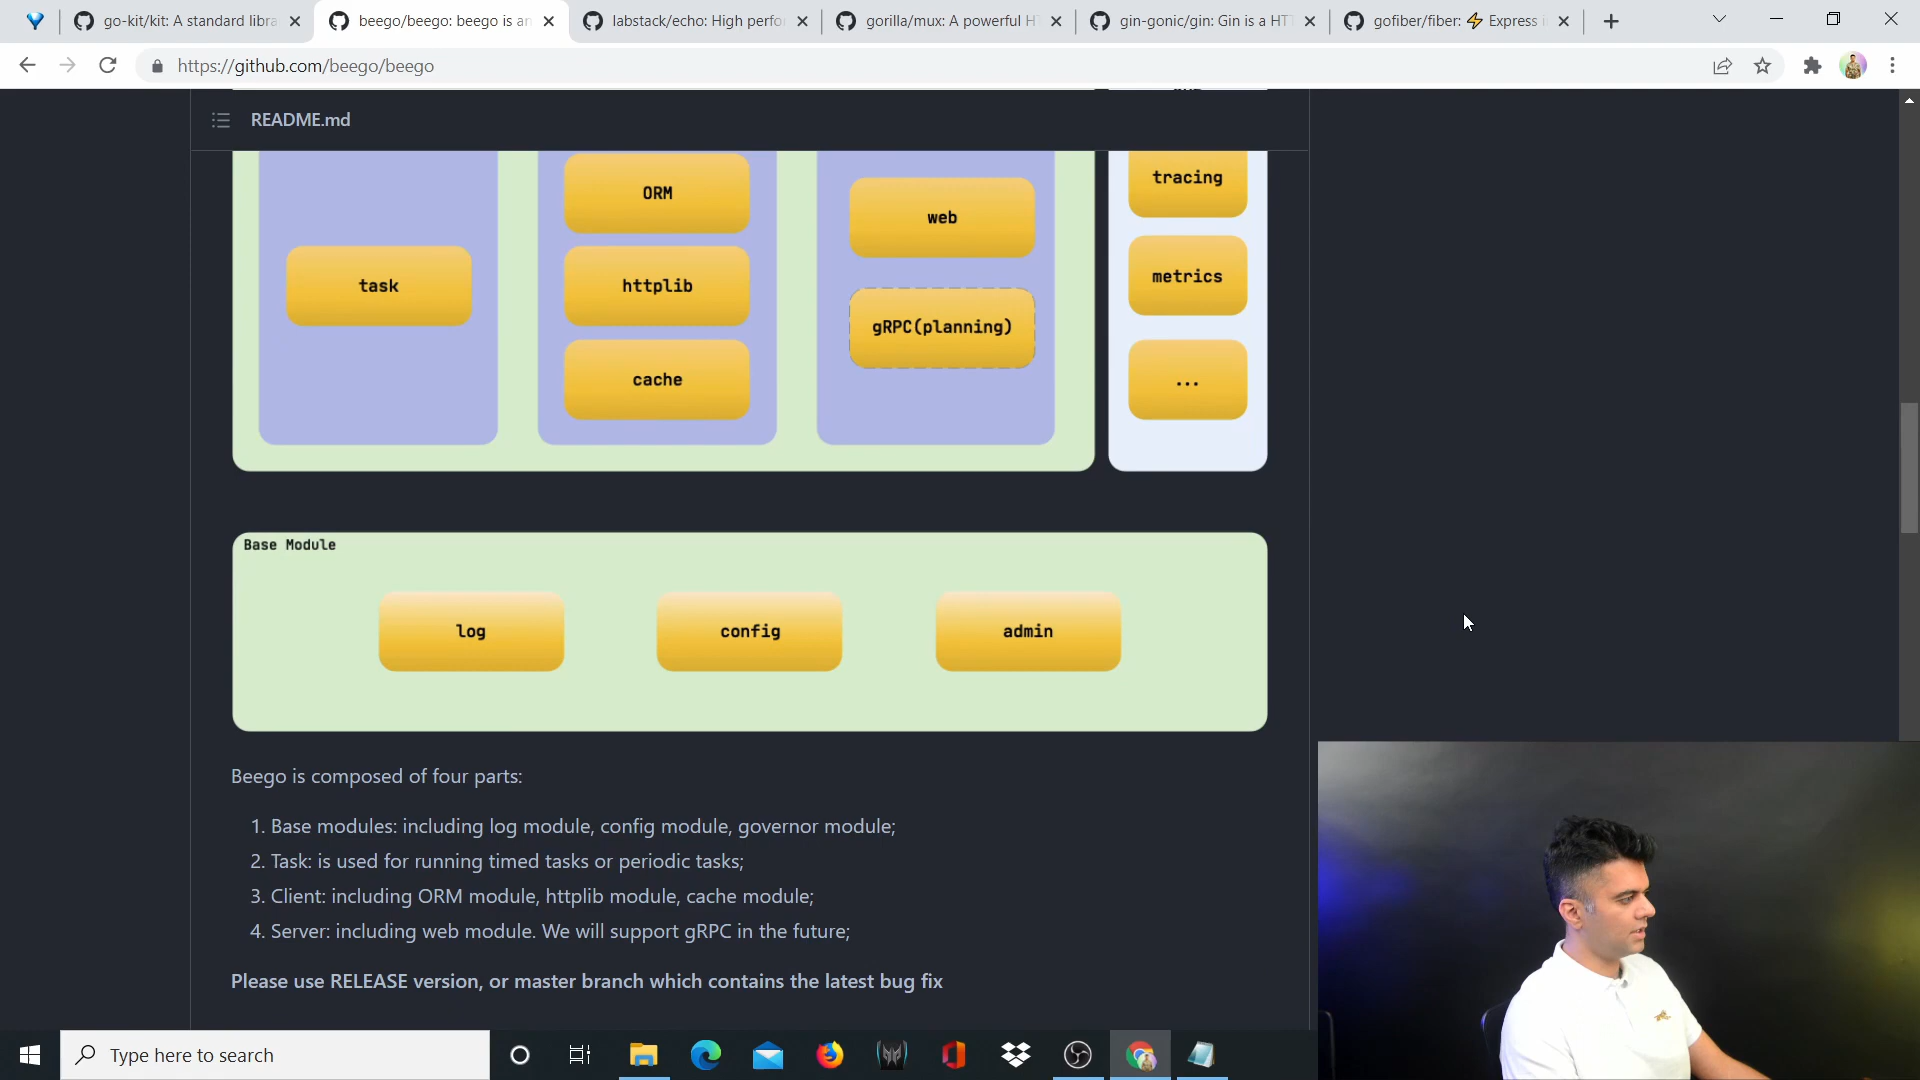 go-kit/kit: A standard libra
beego/beego: beego is an
labstack/echo: High perfo
gorilla/mux: A powerful H
gin-gonic/gin: Gin is a HT
gofiber/fiber: ⚡ Express i
https://github.com/beego/beego
README.md
ORM
web
tracing
task
httplib
gRPC(planning)
metrics
cache
...
Base Module
log
config
admin
Beego is composed of four parts:
1. Base modules: including log module, config module, governor module;
2. Task: is used for running timed tasks or periodic tasks;
3. Client: including ORM module, httplib module, cache module;
4. Server: including web module. We will support gRPC in the future;
Please use RELEASE version, or master branch which contains the latest bug fix
Type here to search